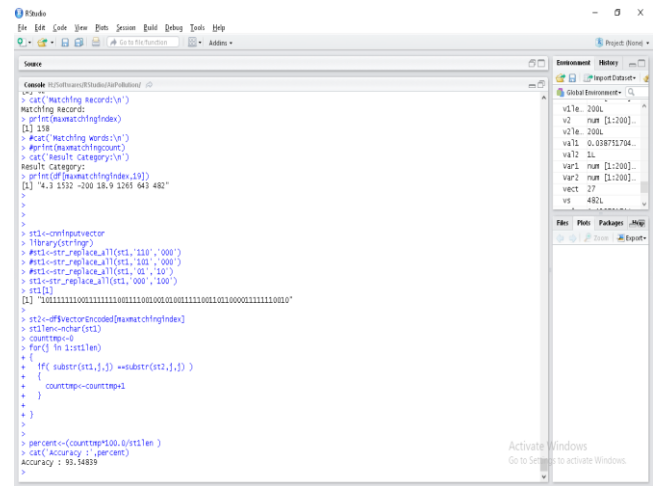 RStudio
File Edit Code View Plots Session Build Debug Tools Help
Go to file/function Addins
Project: (None)
Source
Console H:/Softwares/RStudio/AirPollution/
> cat('Matching Record:\n')
Matching Record:
> print(maxmatchingindex)
[1] 158
> #cat('Matching Words:\n')
> #print(maxmatchingcount)
> cat('Result Category:\n')
Result Category:
> print(df[maxmatchingindex,19])
[1] "4.3 1532 -200 18.9 1265 643 482"
>
>
>
>
> st1<-cnninputvector
> library(stringr)
> #st1<-str_replace_all(st1,'110','000')
> #st1<-str_replace_all(st1,'101','000')
> #st1<-str_replace_all(st1,'01','10')
> st1<-str_replace_all(st1,'000','100')
> st1[1]
>
> st2<-df$VectorEncoded[maxmatchingindex]
> st1len<-nchar(st1)
> counttmp<-0
> for(j in 1:st1len)
+ {
+ if( substr(st1,j,j) ==substr(st2,j,j) )
+ {
+ counttmp<-counttmp+1
+ }
+
+ }
>
>
> percent<-(counttmp*100.0/st1len )
> cat('Accuracy :',percent)
Accuracy : 93.54839
>
Environment History
Import Dataset
Global Environment
v1le… 200L
v2 num [1:200]…
v2le… 200L
val1 0.038751704…
val2 1L
Var1 num [1:200]…
Var2 num [1:200]…
vect 27
vs 482L
Files Plots Packages Help
Zoom Export
Activate Windows
Go to Settings to activate Windows.